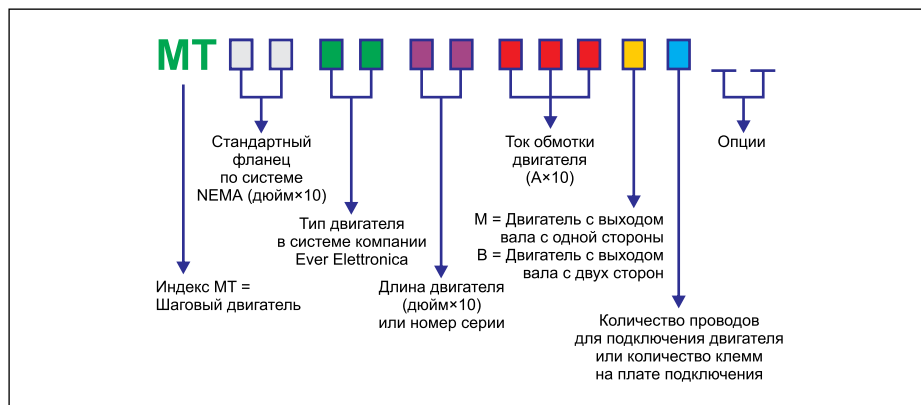 MT
Стандартный
фланец
по системе
NEMA (дюйм×10)
Тип двигателя
в системе компании
Ever Elettronica
Индекс МТ =
Шаговый двигатель
Длина двигателя
(дюйм×10)
или номер серии
Ток обмотки
двигателя
(А×10)
М = Двигатель с выходом
вала с одной стороны
В = Двигатель с выходом
вала с двух сторон
Количество проводов
для подключения двигателя
или количество клемм
на плате подключения
Опции